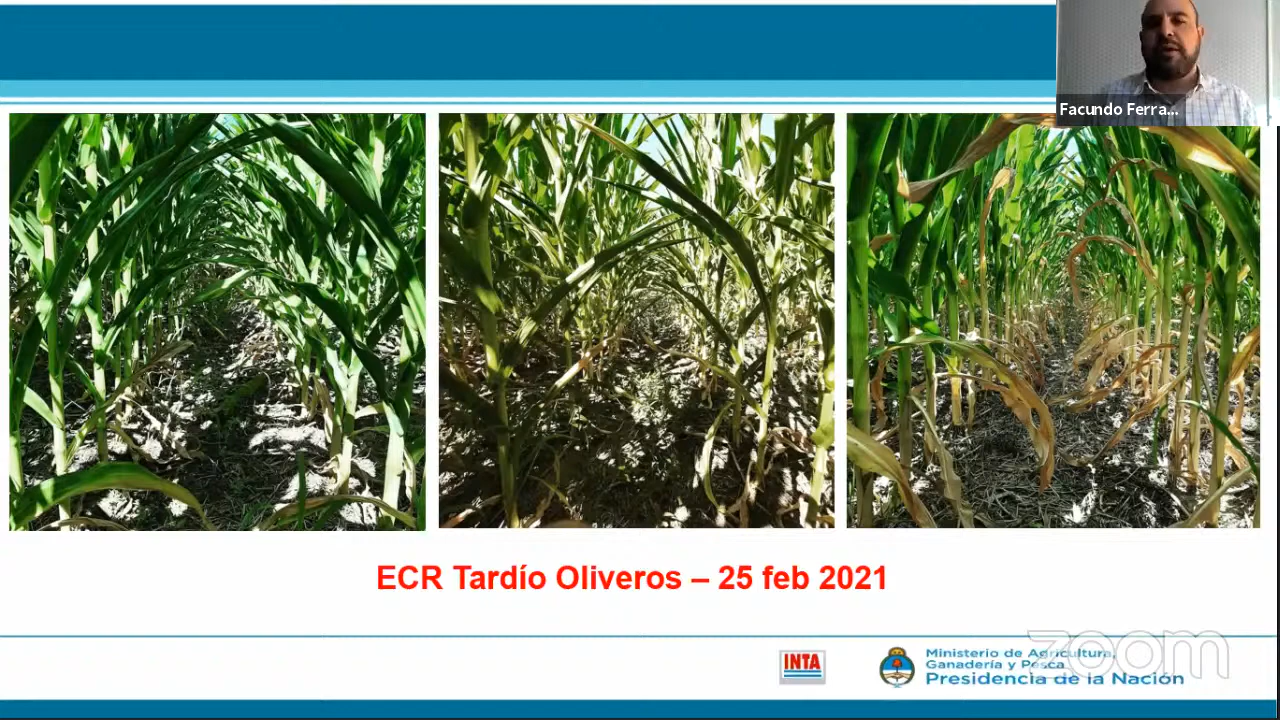 Facundo Ferra...
ECR Tardío Oliveros – 25 feb 2021
INTA
Ministerio de Agricultura,
Ganadería y Pesca
Presidencia de la Nación
zoom